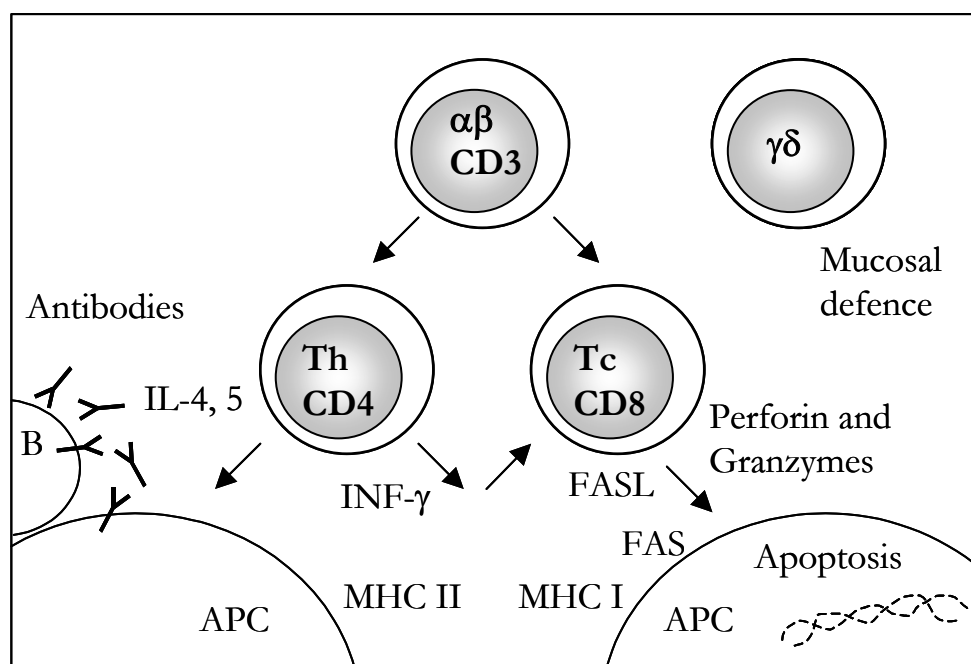 αβ
CD3
γδ
Mucosal
defence
Antibodies
Th
CD4
Tc
CD8
IL-4, 5
B
Perforin and
Granzymes
INF-γ
FASL
FAS
Apoptosis
MHC II
MHC I
APC
APC